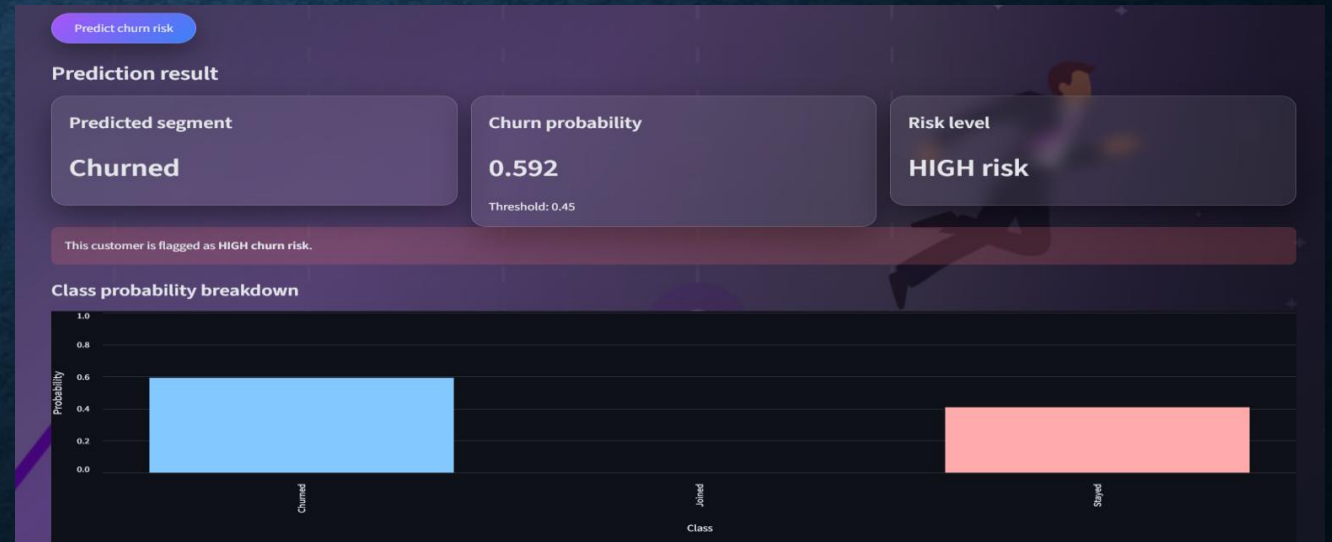 Predict churn risk
Prediction result
Predicted segment
Churned
Churn probability
0.592
Threshold: 0.45
Risk level
HIGH risk
This customer is flagged as HIGH churn risk.
Class probability breakdown
Probability
1.0
0.8
0.6
0.4
0.2
0.0
Churned
Joined
Stayed
Class